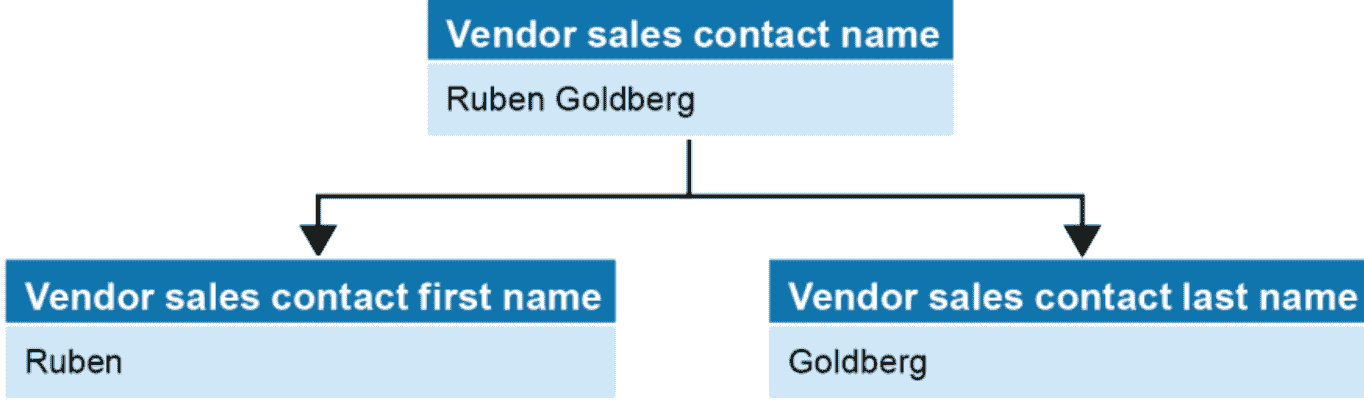 Vendor sales contact name
Ruben Goldberg
Vendor sales contact first name
Ruben
Vendor sales contact last name
Goldberg